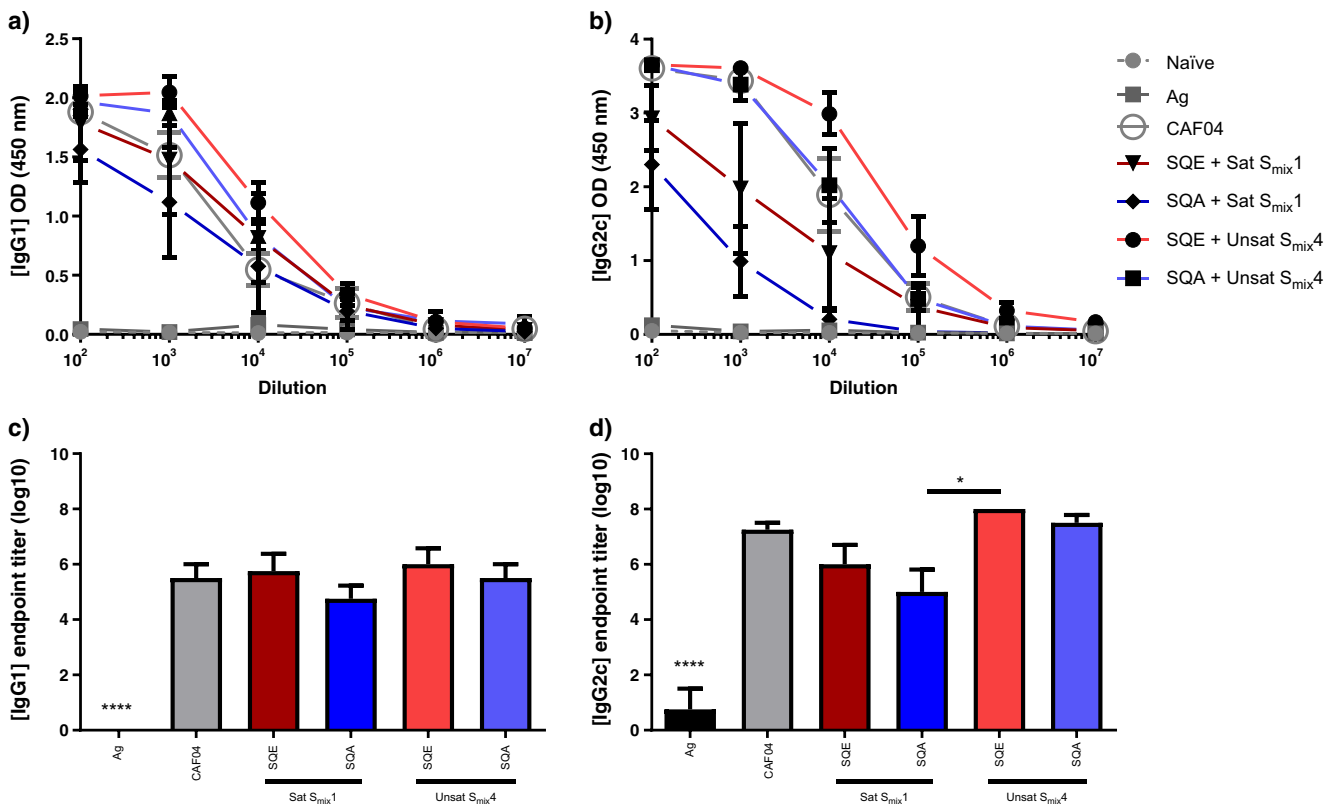 a)
[IgG1] OD (450 nm)
2.5
2.0
1.5
1.0
0.5
0.0
10² 10³ 10⁴ 10⁵ 10⁶ 10⁷
Dilution
b)
[IgG2c] OD (450 nm)
4
3
2
1
0
10² 10³ 10⁴ 10⁵ 10⁶ 10⁷
Dilution
Naïve
Ag
CAF04
SQE + Sat Smix1
SQA + Sat Smix1
SQE + Unsat Smix4
SQA + Unsat Smix4
c)
[IgG1] endpoint titer (log10)
10
8
6
4
2
0
****
Ag CAF04 SQE SQA SQE SQA
Sat Smix1 Unsat Smix4
d)
[IgG2c] endpoint titer (log10)
10
8
6
4
2
0
****
*
Ag CAF04 SQE SQA SQE SQA
Sat Smix1 Unsat Smix4